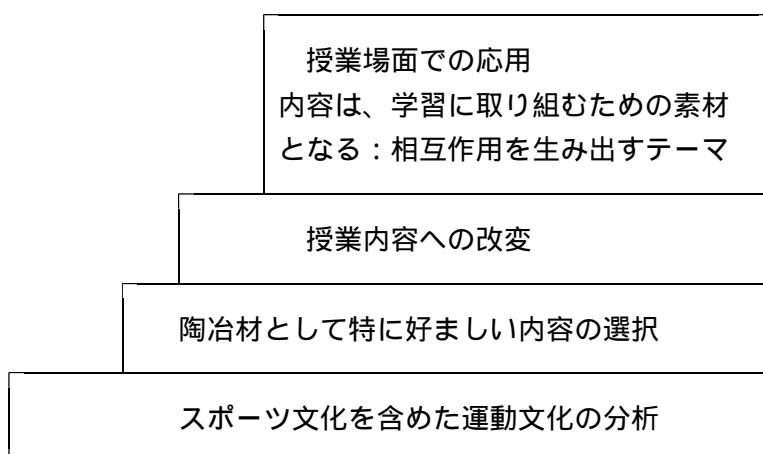 授業場面での応用
内容は、学習に取り組むための素材
となる：相互作用を生み出すテーマ
授業内容への改変
陶冶材として特に好ましい内容の選択
スポーツ文化を含めた運動文化の分析